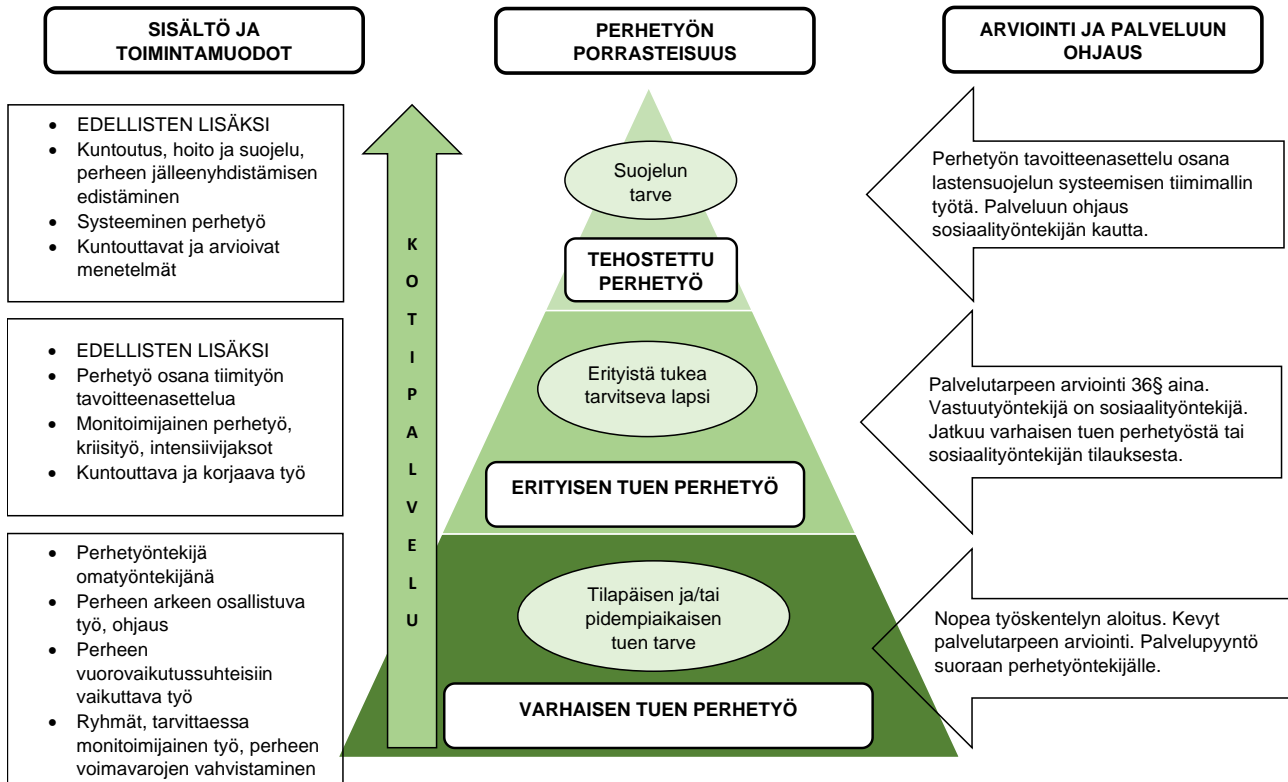 SISÄLTÖ JA
TOIMINTAMUODOT
PERHETYÖN
PORRASTEISUUS
ARVIOINTI JA PALVELUUN
OHJAUS
• EDELLISTEN LISÄKSI
• Kuntoutus, hoito ja suojelu,
perheen jälleenyhdistämisen
edistäminen
• Systeeminen perhetyö
• Kuntouttavat ja arvioivat
menetelmät
• EDELLISTEN LISÄKSI
• Perhetyö osana tiimityön
tavoitteenasettelua
• Monitoimijainen perhetyö,
kriisityö, intensiivijaksot
• Kuntouttava ja korjaava työ
• Perhetyöntekijä
omatyöntekijänä
• Perheen arkeen osallistuva
työ, ohjaus
• Perheen
vuorovaikutussuhteisiin
vaikuttava työ
• Ryhmät, tarvittaessa
monitoimijainen työ, perheen
voimavarojen vahvistaminen
K
O
T
I
P
A
L
V
E
L
U
Suojelun
tarve
TEHOSTETTU
PERHETYÖ
Erityistä tukea
tarvitseva lapsi
ERITYISEN TUEN PERHETYÖ
Tilapäisen ja/tai
pidempiaikaisen
tuen tarve
VARHAISEN TUEN PERHETYÖ
Perhetyön tavoitteenasettelu osana
lastensuojelun systeemisen tiimimallin
työtä. Palveluun ohjaus
sosiaalityöntekijän kautta.
Palvelutarpeen arviointi 36§ aina.
Vastuutyöntekijä on sosiaalityöntekijä.
Jatkuu varhaisen tuen perhetyöstä tai
sosiaalityöntekijän tilauksesta.
Nopea työskentelyn aloitus. Kevyt
palvelutarpeen arviointi. Palvelupyyntö
suoraan perhetyöntekijälle.